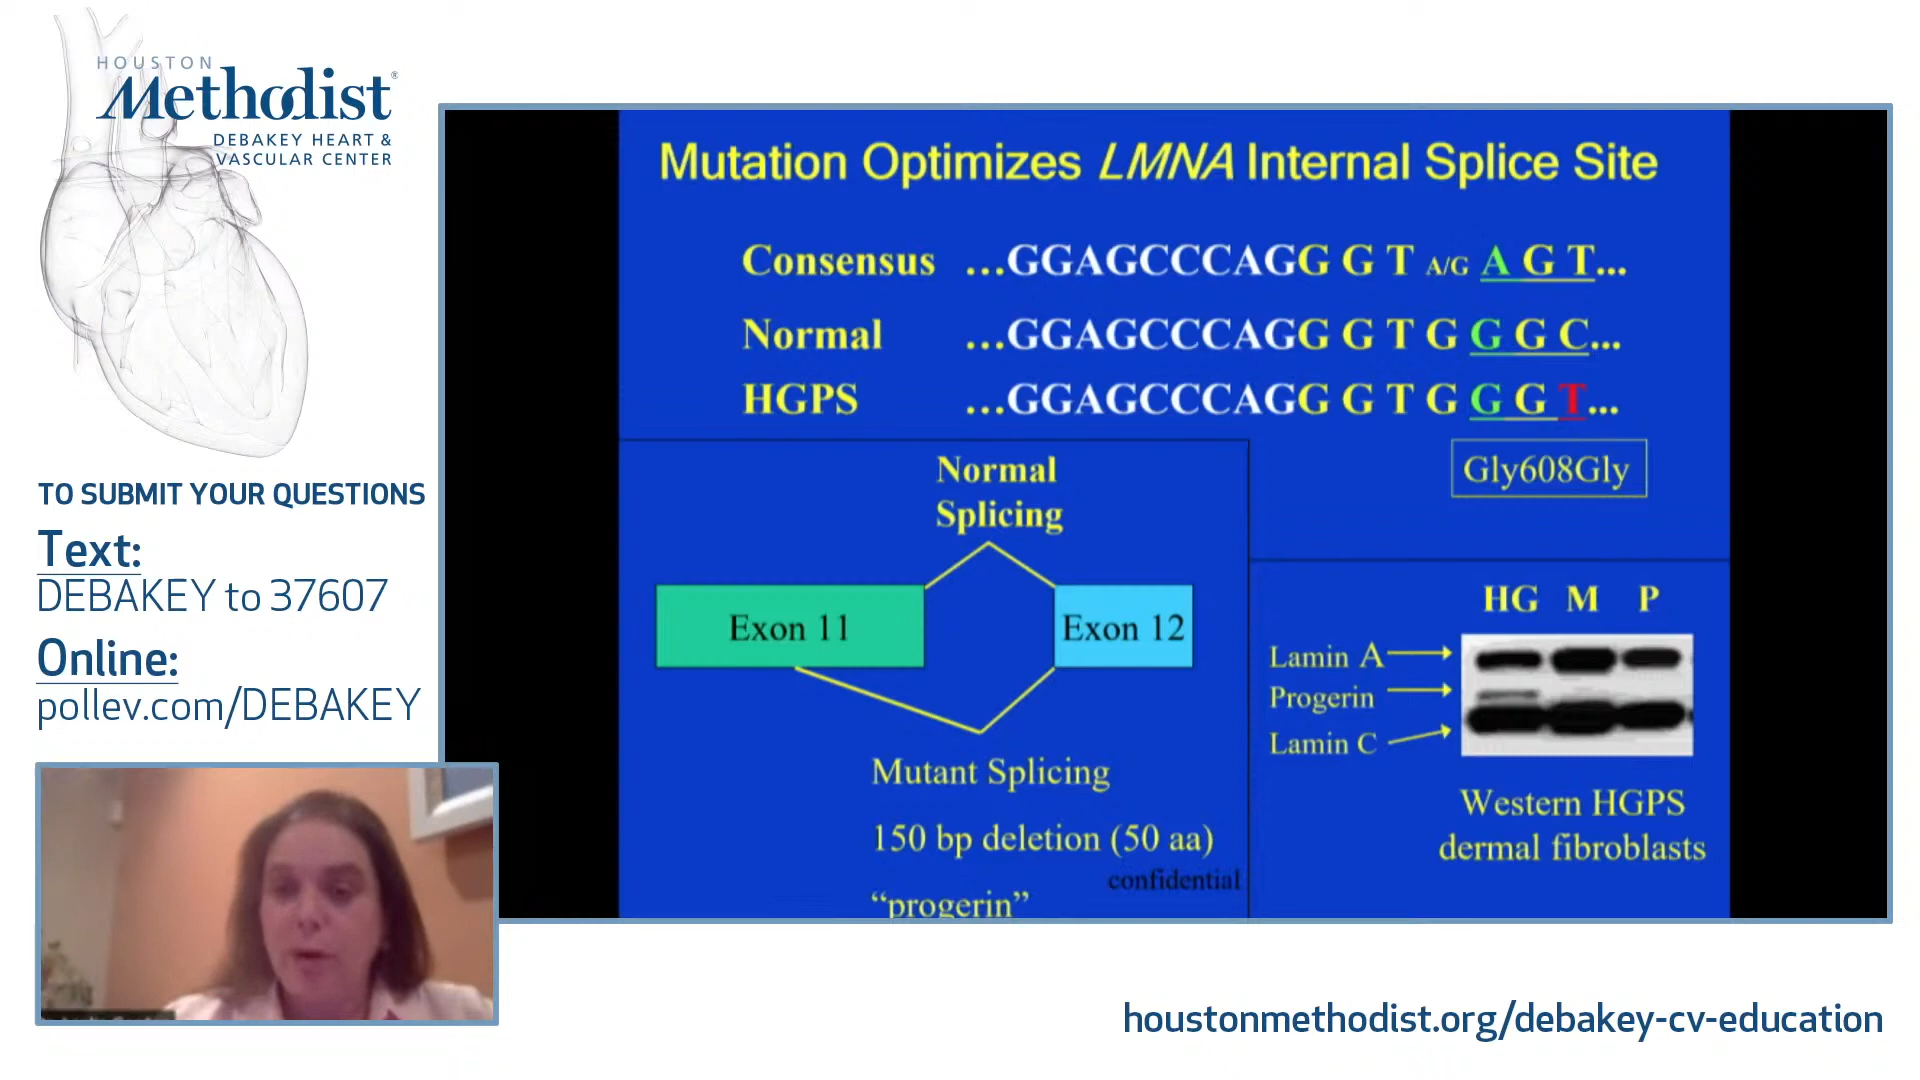 HOUSTON
Methodist®
DEBAKEY HEART &
VASCULAR CENTER
TO SUBMIT YOUR QUESTIONS
Text:
DEBAKEY to 37607
Online:
pollev.com/DEBAKEY
Mutation Optimizes LMNA Internal Splice Site
Consensus ...GGAGCCCAGG G T A/G A G T...
Normal ...GGAGCCCAGG G T G G G C...
HGPS ...GGAGCCCAGG G T G G G T...
Gly608Gly
Normal
Splicing
Exon 11
Exon 12
Mutant Splicing
150 bp deletion (50 aa)
confidential
“progerin”
HG M P
Lamin A
Progerin
Lamin C
Western HGPS
dermal fibroblasts
houstonmethodist.org/debakey-cv-education